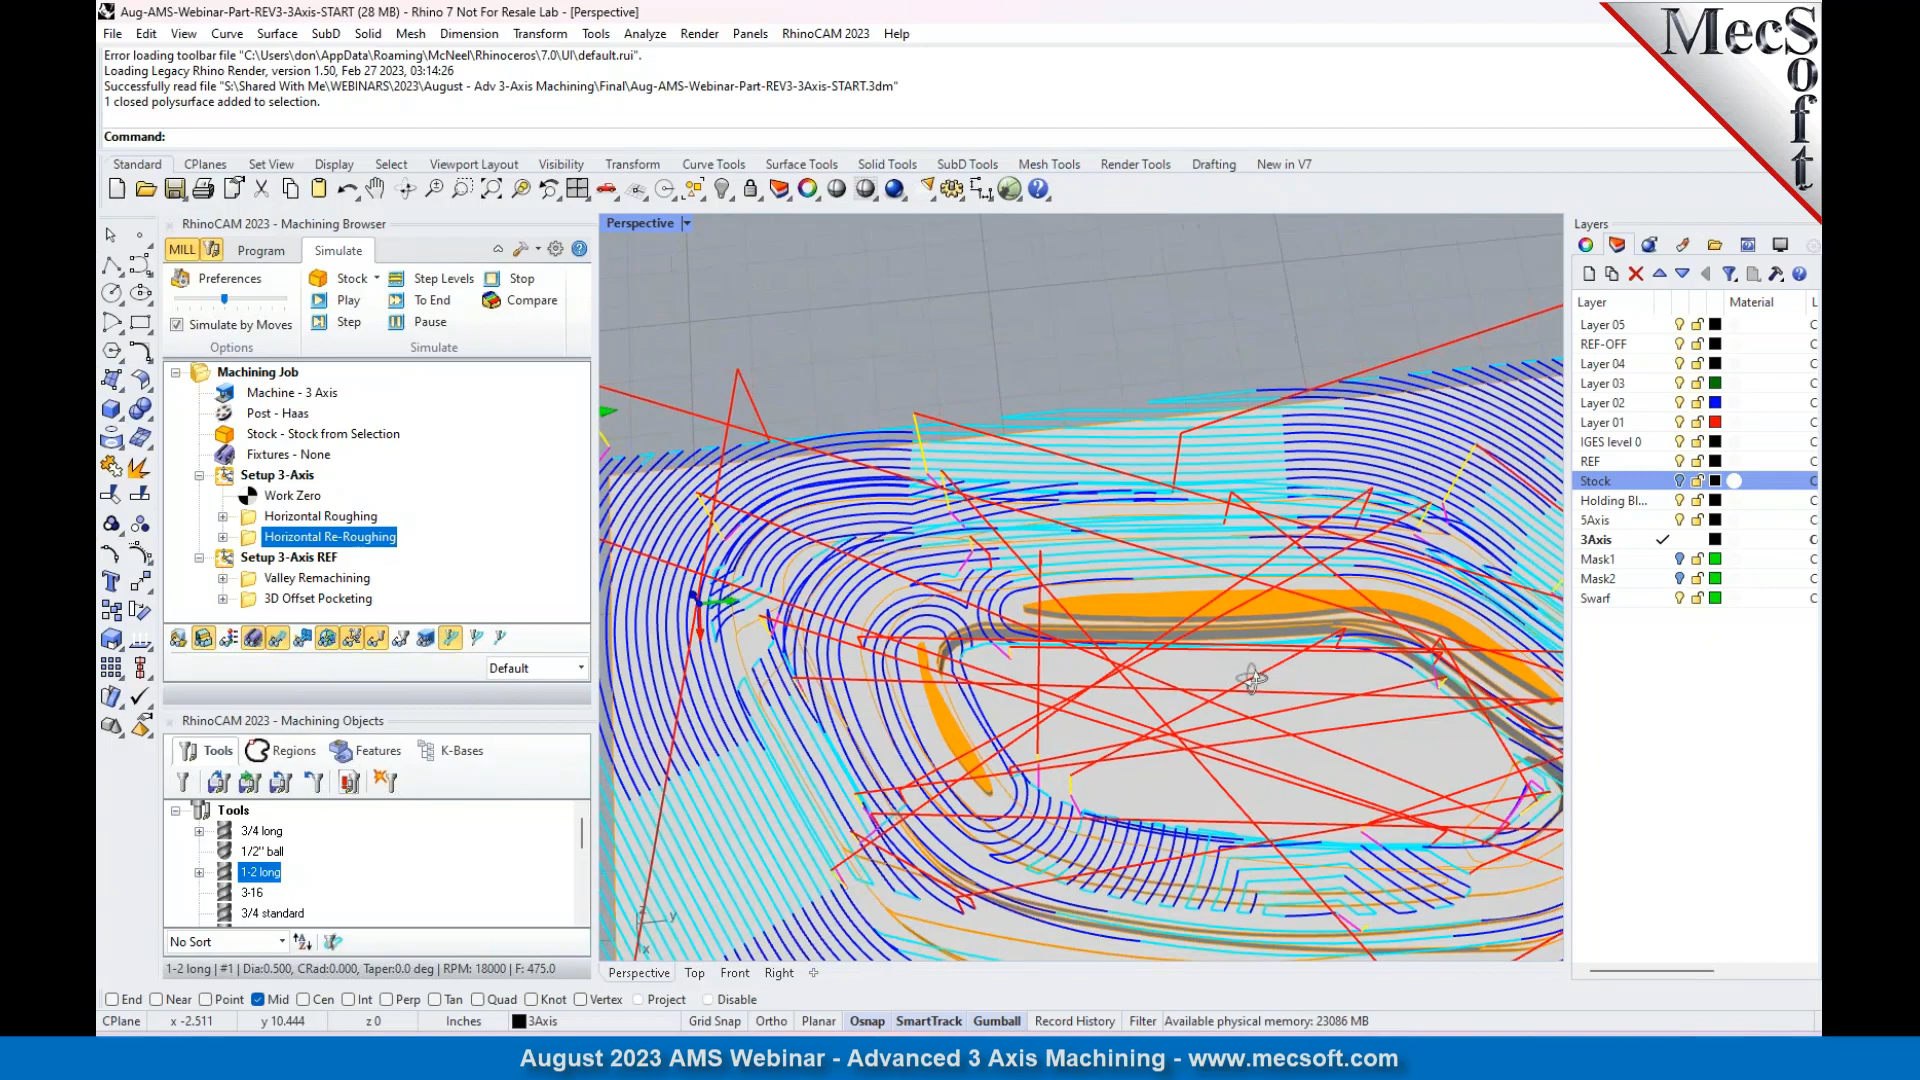 Aug-AMS-Webinar-Part-REV3-3Axis-START (28 MB) - Rhino 7 Not For Resale Lab - [Perspective]
File Edit View Curve Surface SubD Solid Mesh Dimension Transform Tools Analyze Render Panels RhinoCAM 2023 Help
Error loading toolbar file "C:\Users\don\AppData\Roaming\McNeel\Rhinoceros\7.0\UI\default.rui".
Loading Legacy Rhino Render, version 1.50, Feb 27 2023, 03:14:26
Successfully read file "S:\Shared With Me\WEBINARS\2023\August - Adv 3-Axis Machining\Final\Aug-AMS-Webinar-Part-REV3-3Axis-START.3dm"
1 closed polysurface added to selection.
Command:
MecSoft
Standard CPlanes Set View Display Select Viewport Layout Visibility Transform Curve Tools Surface Tools Solid Tools SubD Tools Mesh Tools Render Tools Drafting New in V7
RhinoCAM 2023 - Machining Browser
MILL Program Simulate
Preferences Stock Step Levels Stop
Play To End Compare
Simulate by Moves Step Pause
Options Simulate
Machining Job
Machine - 3 Axis
Post - Haas
Stock - Stock from Selection
Fixtures - None
Setup 3-Axis
Work Zero
Horizontal Roughing
Horizontal Re-Roughing
Setup 3-Axis REF
Valley Remachining
3D Offset Pocketing
Default
RhinoCAM 2023 - Machining Objects
Tools Regions Features K-Bases
Tools
3/4 long
1/2" ball
1-2 long
3-16
3/4 standard
No Sort
1-2 long | #1 | Dia:0.500, CRad:0.000, Taper:0.0 deg | RPM: 18000 | F: 475.0
Perspective
z y x
Perspective Top Front Right
Layers
Layer Material L
Layer 05 C
REF-OFF C
Layer 04 C
Layer 03 C
Layer 02 C
Layer 01 C
IGES level 0 C
REF C
Stock C
Holding Bl... C
5Axis C
3Axis C
Mask1 C
Mask2 C
Swarf C
End Near Point Mid Cen Int Perp Tan Quad Knot Vertex Project Disable
CPlane x -2.511 y 10.444 z 0 Inches 3Axis Grid Snap Ortho Planar Osnap SmartTrack Gumball Record History Filter Available physical memory: 23086 MB
August 2023 AMS Webinar - Advanced 3 Axis Machining - www.mecsoft.com